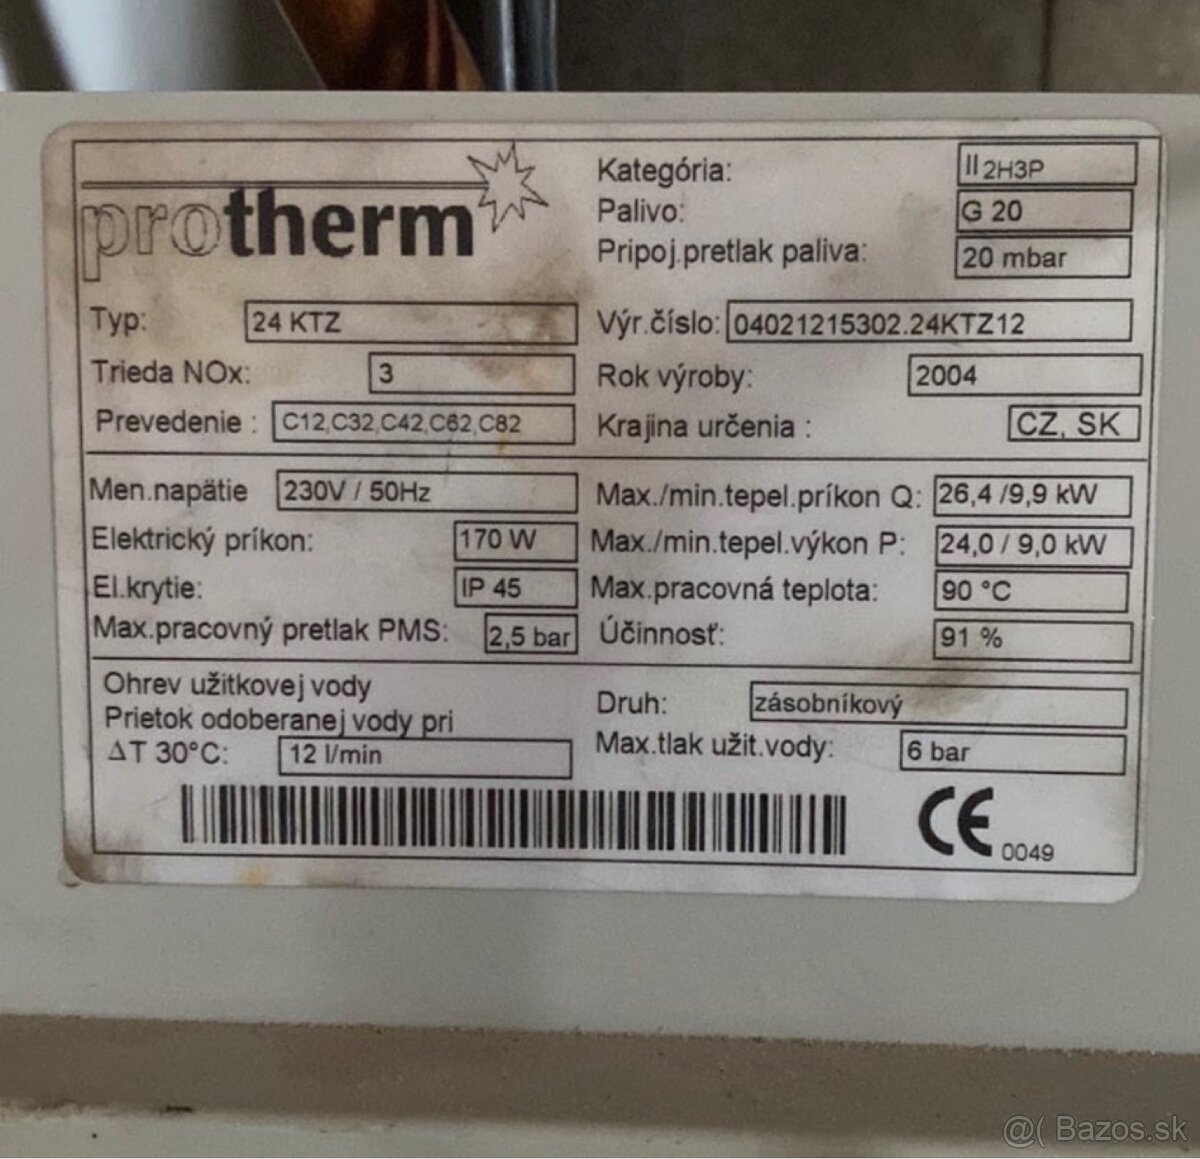 protherm
Kategória: II 2H3P
Palivo: G 20
Pripoj.pretlak paliva: 20 mbar
Typ: 24 KTZ
Výr.číslo: 04021215302.24KTZ12
Trieda NOx: 3
Rok výroby: 2004
Prevedenie : C12,C32,C42,C62,C82
Krajina určenia : CZ, SK
Men.napätie 230V / 50Hz
Max./min.tepel.príkon Q: 26,4 /9,9 kW
Elektrický príkon: 170 W
Max./min.tepel.výkon P: 24,0 / 9,0 kW
El.krytie: IP 45
Max.pracovná teplota: 90 °C
Max.pracovný pretlak PMS: 2,5 bar
Účinnosť: 91 %
Ohrev užitkovej vody
Prietok odoberanej vody pri
ΔT 30°C: 12 l/min
Druh: zásobníkový
Max.tlak užit.vody: 6 bar
CE 0049
@( Bazos.sk